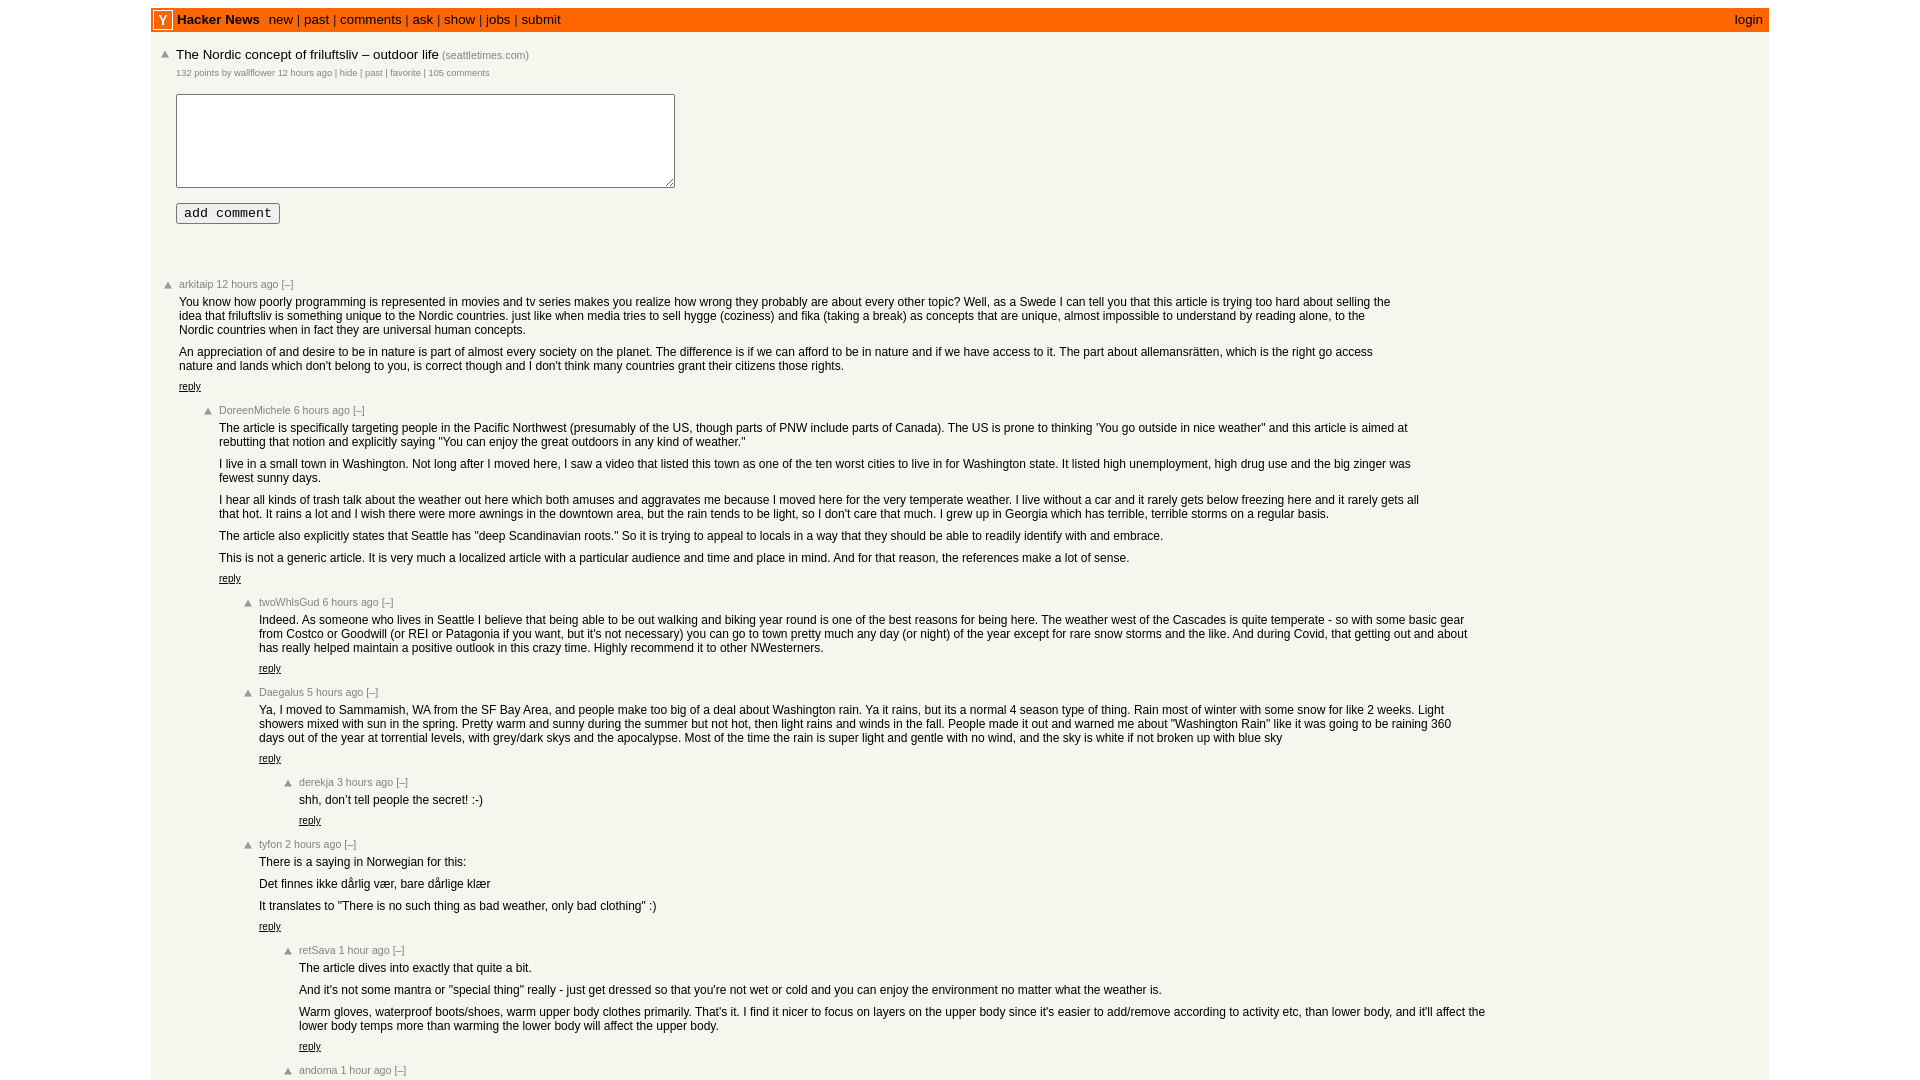 Y Hacker News new | past | comments | ask | show | jobs | submit login
The Nordic concept of friluftsliv – outdoor life (seattletimes.com)
132 points by wallflower 12 hours ago | hide | past | favorite | 105 comments
add comment
arkitaip 12 hours ago [–]
You know how poorly programming is represented in movies and tv series makes you realize how wrong they probably are about every other topic? Well, as a Swede I can tell you that this article is trying too hard about selling the
idea that friluftsliv is something unique to the Nordic countries. just like when media tries to sell hygge (coziness) and fika (taking a break) as concepts that are unique, almost impossible to understand by reading alone, to the
Nordic countries when in fact they are universal human concepts.
An appreciation of and desire to be in nature is part of almost every society on the planet. The difference is if we can afford to be in nature and if we have access to it. The part about allemansrätten, which is the right go access
nature and lands which don't belong to you, is correct though and I don't think many countries grant their citizens those rights.
reply
DoreenMichele 6 hours ago [–]
The article is specifically targeting people in the Pacific Northwest (presumably of the US, though parts of PNW include parts of Canada). The US is prone to thinking 'You go outside in nice weather" and this article is aimed at
rebutting that notion and explicitly saying "You can enjoy the great outdoors in any kind of weather."
I live in a small town in Washington. Not long after I moved here, I saw a video that listed this town as one of the ten worst cities to live in for Washington state. It listed high unemployment, high drug use and the big zinger was
fewest sunny days.
I hear all kinds of trash talk about the weather out here which both amuses and aggravates me because I moved here for the very temperate weather. I live without a car and it rarely gets below freezing here and it rarely gets all
that hot. It rains a lot and I wish there were more awnings in the downtown area, but the rain tends to be light, so I don't care that much. I grew up in Georgia which has terrible, terrible storms on a regular basis.
The article also explicitly states that Seattle has "deep Scandinavian roots." So it is trying to appeal to locals in a way that they should be able to readily identify with and embrace.
This is not a generic article. It is very much a localized article with a particular audience and time and place in mind. And for that reason, the references make a lot of sense.
reply
twoWhlsGud 6 hours ago [–]
Indeed. As someone who lives in Seattle I believe that being able to be out walking and biking year round is one of the best reasons for being here. The weather west of the Cascades is quite temperate - so with some basic gear
from Costco or Goodwill (or REI or Patagonia if you want, but it's not necessary) you can go to town pretty much any day (or night) of the year except for rare snow storms and the like. And during Covid, that getting out and about
has really helped maintain a positive outlook in this crazy time. Highly recommend it to other NWesterners.
reply
Daegalus 5 hours ago [–]
Ya, I moved to Sammamish, WA from the SF Bay Area, and people make too big of a deal about Washington rain. Ya it rains, but its a normal 4 season type of thing. Rain most of winter with some snow for like 2 weeks. Light
showers mixed with sun in the spring. Pretty warm and sunny during the summer but not hot, then light rains and winds in the fall. People made it out and warned me about "Washington Rain" like it was going to be raining 360
days out of the year at torrential levels, with grey/dark skys and the apocalypse. Most of the time the rain is super light and gentle with no wind, and the sky is white if not broken up with blue sky
reply
derekja 3 hours ago [–]
shh, don’t tell people the secret! :-)
reply
tyfon 2 hours ago [–]
There is a saying in Norwegian for this:
Det finnes ikke dårlig vær, bare dårlige klær
It translates to "There is no such thing as bad weather, only bad clothing" :)
reply
retSava 1 hour ago [–]
The article dives into exactly that quite a bit.
And it's not some mantra or "special thing" really - just get dressed so that you're not wet or cold and you can enjoy the environment no matter what the weather is.
Warm gloves, waterproof boots/shoes, warm upper body clothes primarily. That's it. I find it nicer to focus on layers on the upper body since it's easier to add/remove according to activity etc, than lower body, and it'll affect the
lower body temps more than warming the lower body will affect the upper body.
reply
andoma 1 hour ago [–]